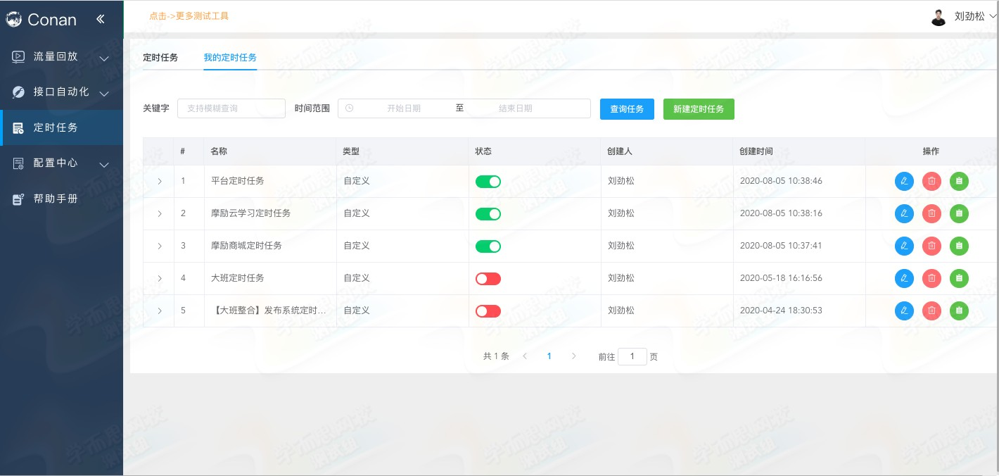 Conan
点击->更多测试工具
刘劲松
流量回放
接口自动化
定时任务
配置中心
帮助手册
定时任务 我的定时任务
关键字 支持模糊查询 时间范围 开始日期 至 结束日期 查询任务 新建定时任务
# 名称 类型 状态 创建人 创建时间 操作
1 平台定时任务 自定义 刘劲松 2020-08-05 10:38:46
2 摩励云学习定时任务 自定义 刘劲松 2020-08-05 10:38:16
3 摩励商城定时任务 自定义 刘劲松 2020-08-05 10:37:41
4 大班定时任务 自定义 刘劲松 2020-05-18 16:16:56
5 【大班整合】发布系统定时... 自定义 刘劲松 2020-04-24 18:30:53
共 1 条 1 前往 1 页